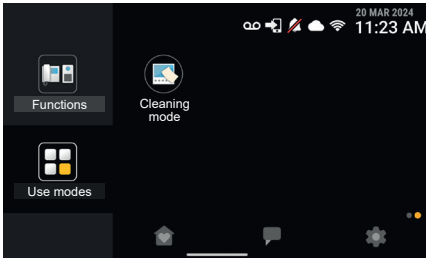 20 MAR 2024
11:23 AM
Functions
Cleaning
mode
Use modes